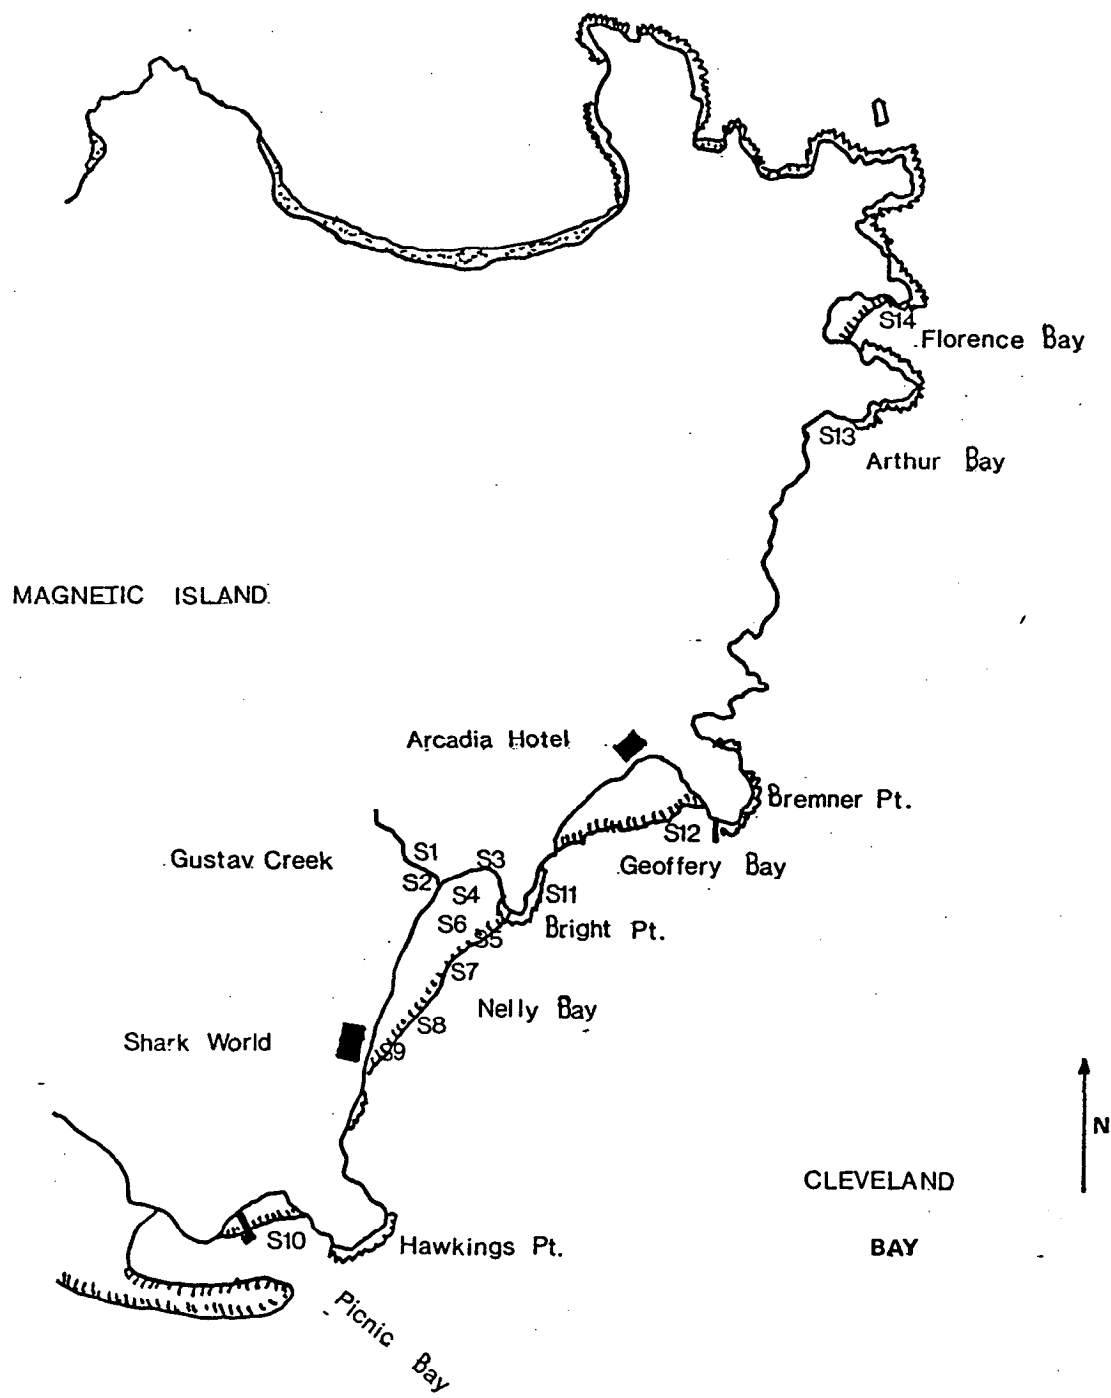 S14
Florence Bay
S13
Arthur Bay
MAGNETIC ISLAND
Arcadia Hotel
Bremner Pt.
S12
Geoffery Bay
Gustav Creek
S1
S2
S3
S4
S11
S6
S5
Bright Pt.
S7
Nelly Bay
S8
Shark World
S9
N
CLEVELAND
BAY
S10
Hawkings Pt.
Picnic Bay